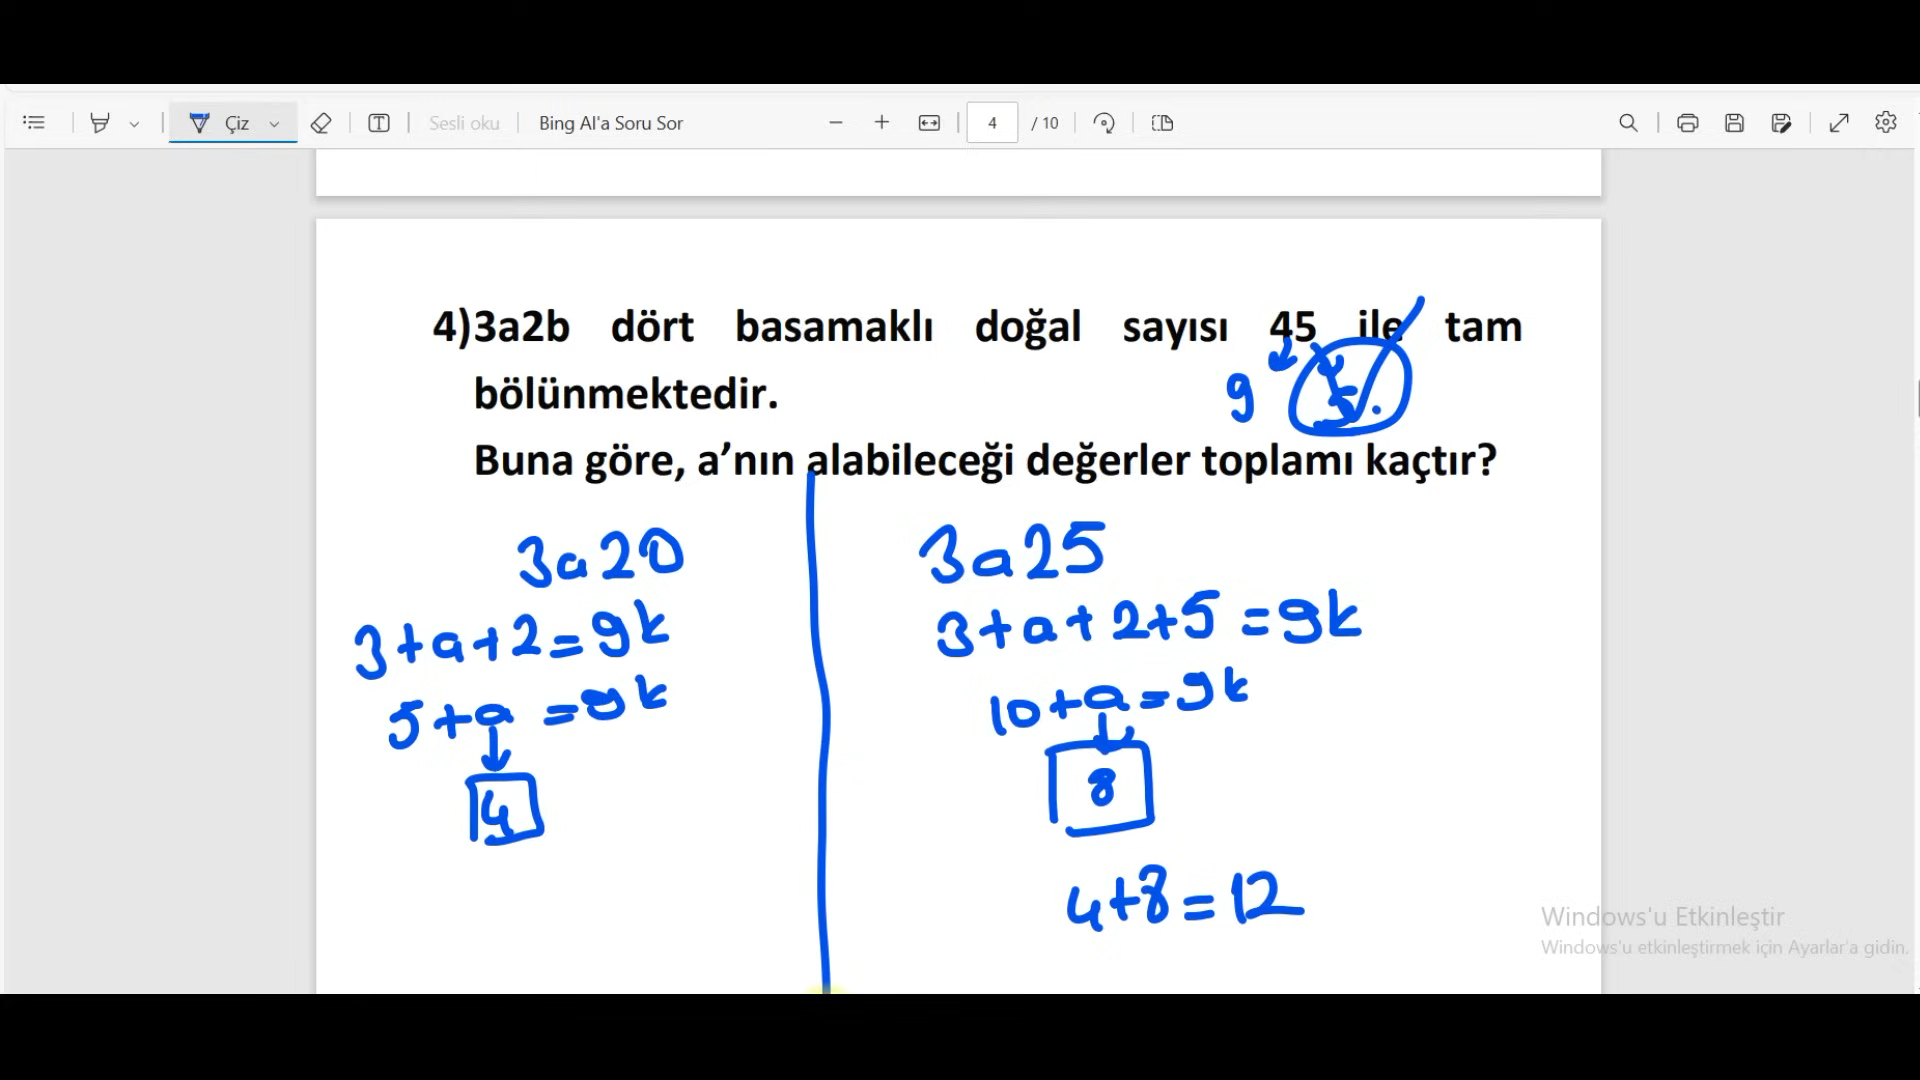 Çiz
Sesli oku
Bing AI'a Soru Sor
4
/ 10
4)3a2b dört basamaklı doğal sayısı 45 ile tam
bölünmektedir.
9 5
Buna göre, a'nın alabileceği değerler toplamı kaçtır?
3a20
3+a+2=9k
5+a=9k
4
3a25
3+a+2+5=9k
10+a=9k
8
4+8=12
Windows'u Etkinleştir
Windows'u etkinleştirmek için Ayarlar'a gidin.